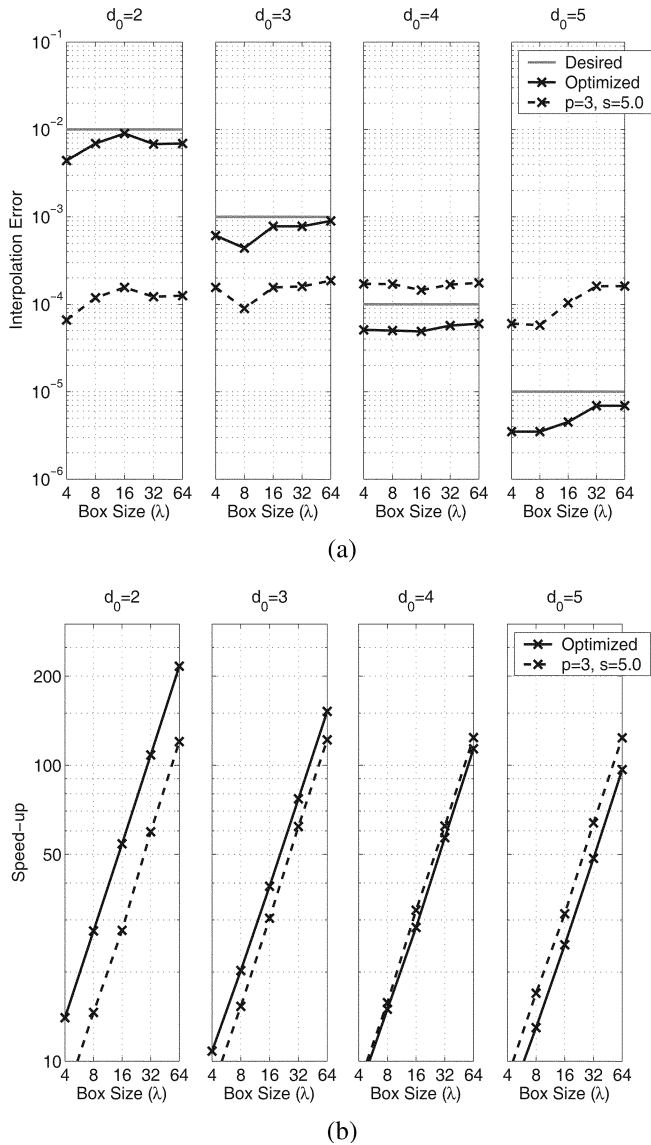 d0=2 d0=3 d0=4 d0=5
10−1
10−2
10−3
10−4
10−5
10−6
Interpolation Error
Desired
Optimized
p=3, s=5.0
4 8 16 32 64 4 8 16 32 64 4 8 16 32 64 4 8 16 32 64
Box Size (λ) Box Size (λ) Box Size (λ) Box Size (λ)
(a)
d0=2 d0=3 d0=4 d0=5
Optimized
p=3, s=5.0
200
100
50
10
Speed−up
4 8 16 32 64 4 8 16 32 64 4 8 16 32 64 4 8 16 32 64
Box Size (λ) Box Size (λ) Box Size (λ) Box Size (λ)
(b)